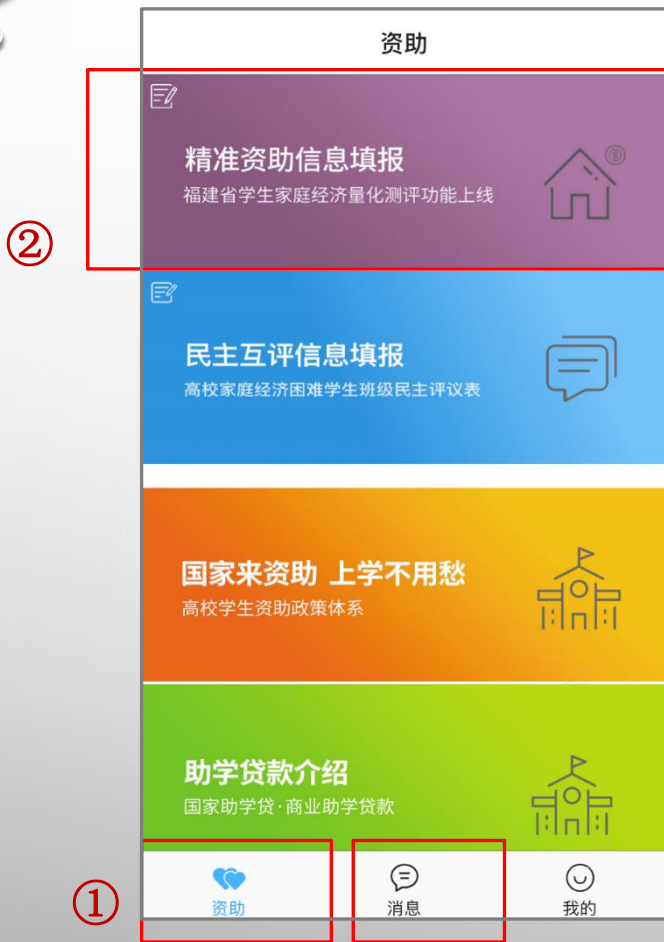 资助
精准资助信息填报
福建省学生家庭经济量化测评功能上线
②
民主互评信息填报
高校家庭经济困难学生班级民主评议表
国家来资助 上学不用愁
高校学生资助政策体系
助学贷款介绍
国家助学贷·商业助学贷款
①
资助
消息
我的